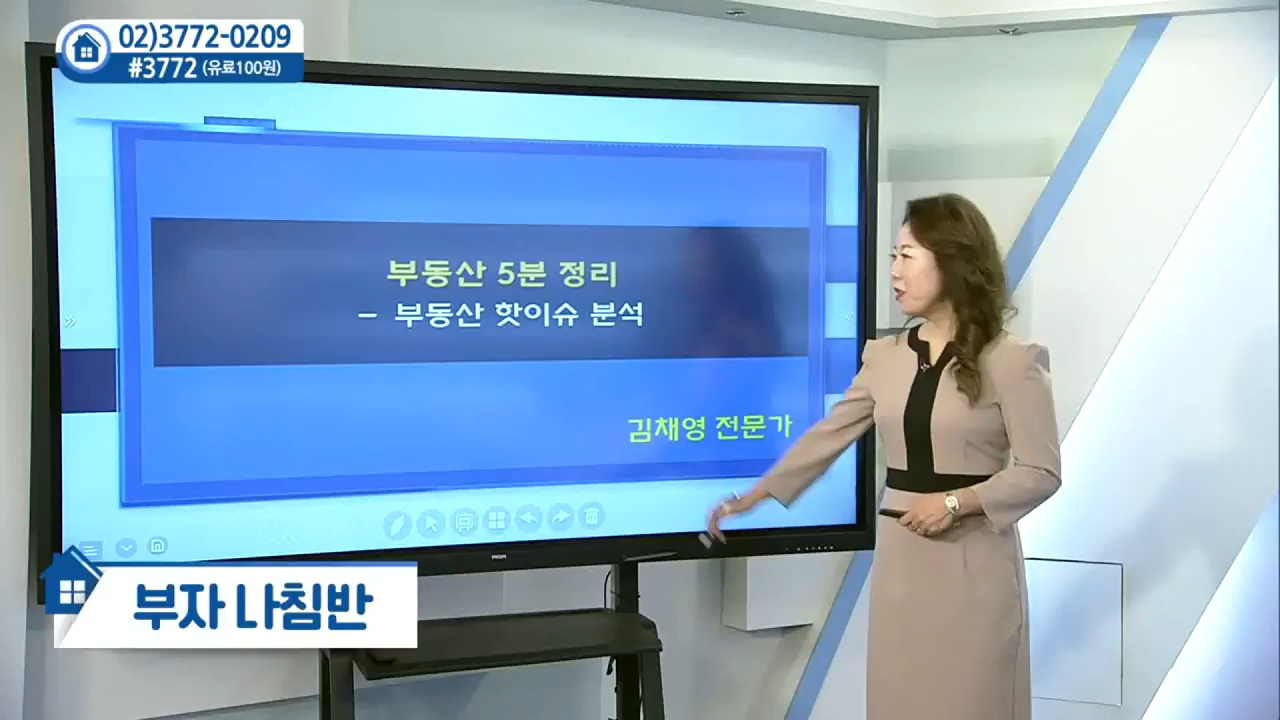 02)3772-0209
#3772 (유료100원)
부동산 5분 정리
- 부동산 핫이슈 분석
김채영 전문가
부자 나침반